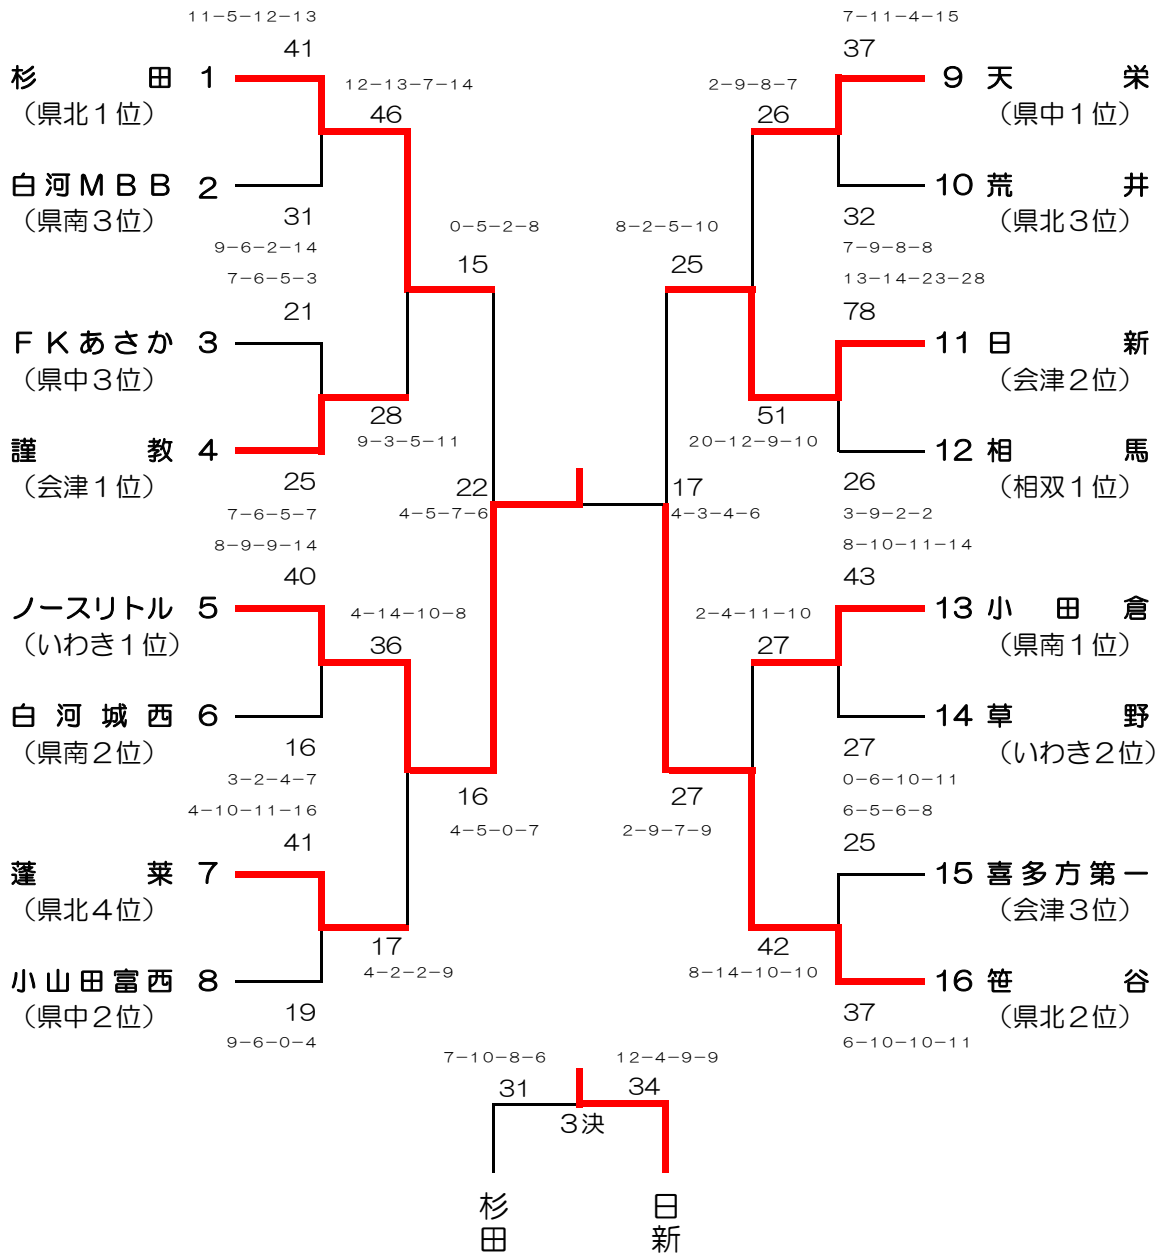 11-5-12-13
41
杉田 1
(県北1位)
12-13-7-14
46
白河MBB 2
(県南3位)
31
9-6-2-14
7-6-5-3
21
0-5-2-8
15
FKあさか 3
(県中3位)
28
9-3-5-11
謹教 4
(会津1位)
25
7-6-5-7
22
4-5-7-6
8-9-9-14
40
ノースリトル 5
(いわき1位)
4-14-10-8
36
白河城西 6
(県南2位)
16
3-2-4-7
4-10-11-16
41
16
4-5-0-7
蓬莱 7
(県北4位)
17
4-2-2-9
小山田富西 8
(県中2位)
19
9-6-0-4
7-11-4-15
37
9 天栄
(県中1位)
2-9-8-7
26
10 荒井
(県北3位)
32
7-9-8-8
13-14-23-28
78
8-2-5-10
25
11 日新
(会津2位)
51
20-12-9-10
12 相馬
(相双1位)
26
3-9-2-2
17
4-3-4-6
8-10-11-14
43
13 小田倉
(県南1位)
2-4-11-10
27
14 草野
(いわき2位)
27
0-6-10-11
6-5-6-8
25
27
2-9-7-9
15 喜多方第一
(会津3位)
42
8-14-10-10
16 笹谷
(県北2位)
37
6-10-10-11
7-10-8-6
12-4-9-9
31
34
3決
杉田
日新